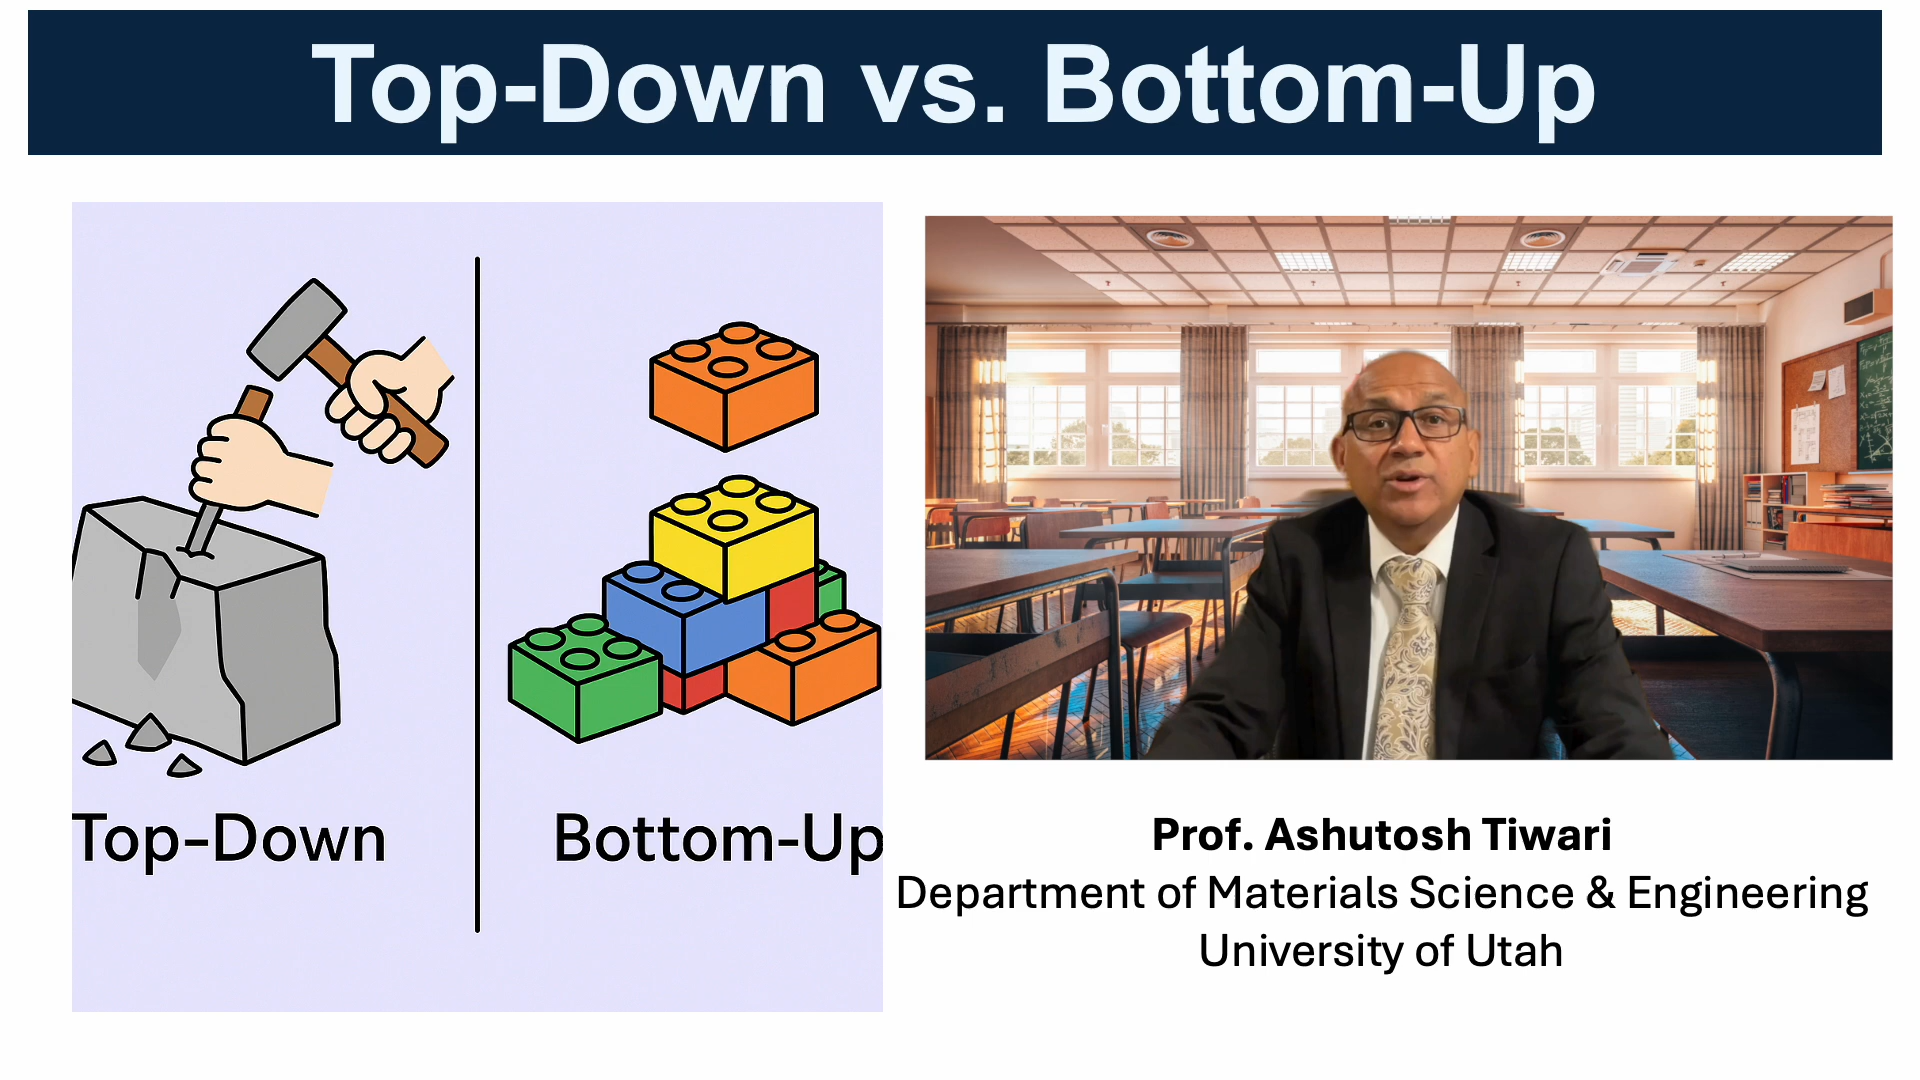 Top-Down vs. Bottom-Up
Top-Down
Bottom-Up
Prof. Ashutosh Tiwari
Department of Materials Science & Engineering
University of Utah